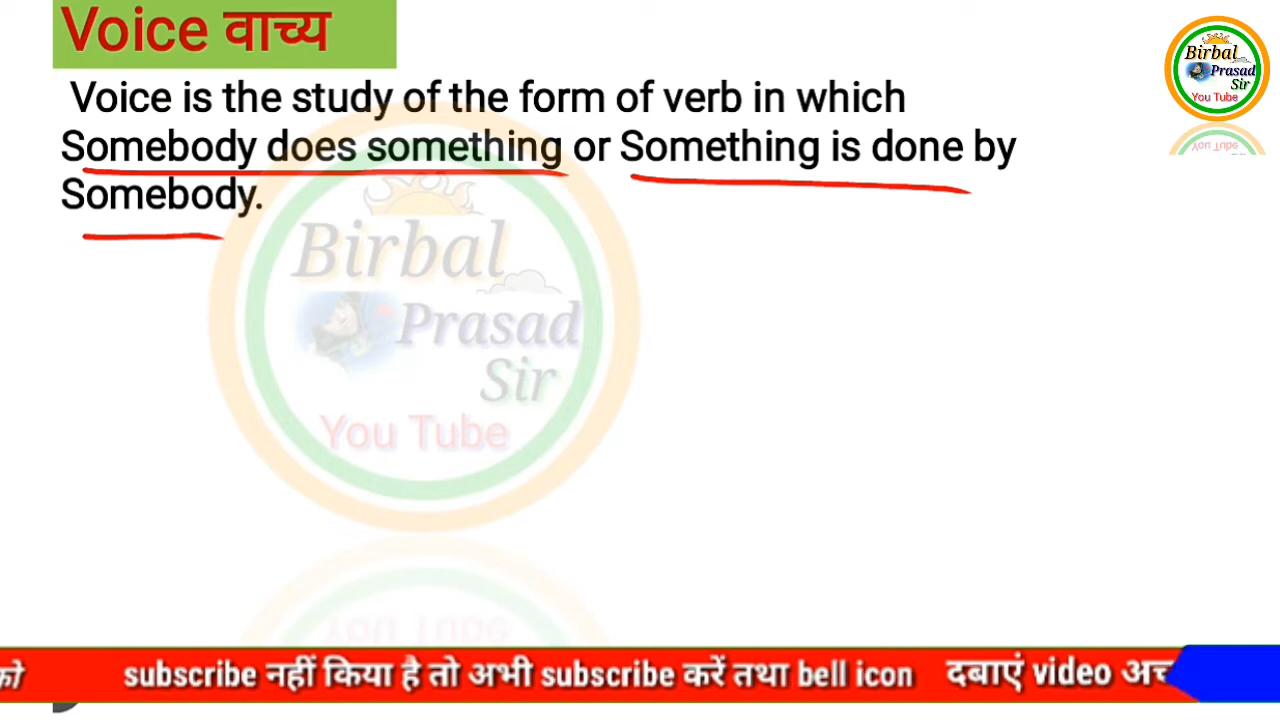 Voice वाच्य
Voice is the study of the form of verb in which
Somebody does something or Something is done by
Somebody.
Birbal
Prasad
Sir
You Tube
Birbal
Prasad
Sir
You Tube
subscribe नहीं किया है तो अभी subscribe करें तथा bell icon दबाएं video